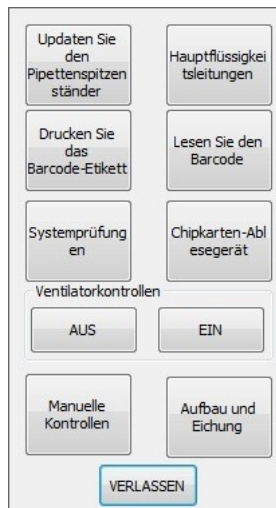 Updaten Sie
den
Pipettenspitzen
ständer
Hauptflüssigkei
tsleitungen
Drucken Sie
das
Barcode-Etikett
Lesen Sie den
Barcode
Systemprüfung
en
Chipkarten-Abl
esegerät
Ventilatorkontrollen
AUS
EIN
Manuelle
Kontrollen
Aufbau und
Eichung
VERLASSEN